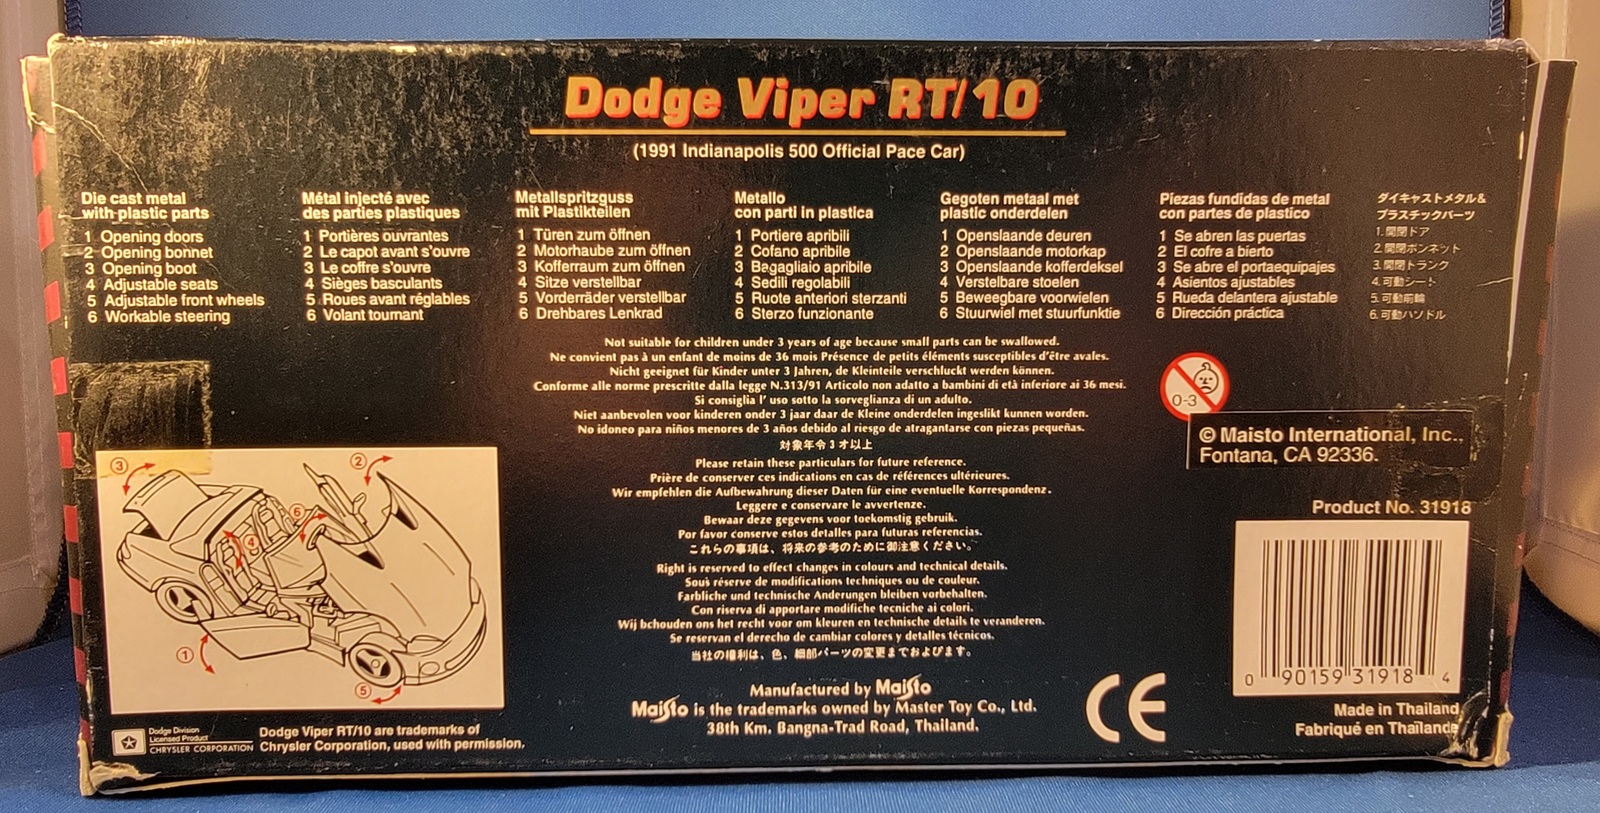 Dodge Viper RT/10
(1991 Indianapolis 500 Official Pace Car)
Die cast metal
with plastic parts
1 Opening doors
2 Opening bonnet
3 Opening boot
4 Adjustable seats
5 Adjustable front wheels
6 Workable steering
Métal injecté avec
des parties plastiques
1 Portières ouvrantes
2 Le capot avant s'ouvre
3 Le coffre s'ouvre
4 Sièges basculants
5 Roues avant réglables
6 Volant tournant
Metallspritzguss
mit Plastikteilen
1 Türen zum öffnen
2 Motorhaube zum öffnen
3 Kofferraum zum öffnen
4 Sitze verstellbar
5 Vorderräder verstellbar
6 Drehbares Lenkrad
Metallo
con parti in plastica
1 Portiere apribili
2 Cofano apribile
3 Bagagliaio apribile
4 Sedili regolabili
5 Ruote anteriori sterzanti
6 Sterzo funzionante
Gegoten metaal met
plastic onderdelen
1 Openslaande deuren
2 Openslaande motorkap
3 Openslaande kofferdeksel
4 Verstelbare stoelen
5 Beweegbare voorwielen
6 Stuurwiel met stuurfunktie
Piezas fundidas de metal
con partes de plastico
1 Se abren las puertas
2 El cofre a bierto
3 Se abre el portaequipajes
4 Asientos ajustables
5 Rueda delantera ajustable
6 Dirección práctica
ダイキャストメタル&
プラスチックパーツ
1.開閉ドア
2.開閉ボンネット
3.開閉トランク
4.可動シート
5.可動前輪
6.可動ハンドル
Not suitable for children under 3 years of age because small parts can be swallowed.
Ne convient pas à un enfant de moins de 36 mois Présence de petits éléments susceptibles d'être avales.
Nicht geeignet für Kinder unter 3 Jahren, de Kleinteile verschluckt werden können.
Conforme alle norme prescritte dalla legge N.313/91 Articolo non adatto a bambini di età inferiore ai 36 mesi.
Si consiglia l' uso sotto la sorveglianza di un adulto.
Niet aanbevolen voor kinderen onder 3 jaar daar de Kleine onderdelen ingeslikt kunnen worden.
No idoneo para niños menores de 3 años debido al riesgo de atragantarse con piezas pequeñas.
対象年令3才以上
Please retain these particulars for future reference.
Prière de conserver ces indications en cas de références ultérieures.
Wir empfehlen die Aufbewahrung dieser Daten für eine eventuelle Korrespondenz.
Leggere e conservare le avvertenze.
Bewaar deze gegevens voor toekomstig gebruik.
Por favor conserve estos detalles para futuras referencias.
これらの事項は、将来の参考のために御注意ください。
Right is reserved to effect changes in colours and technical details.
Sous réserve de modifications techniques ou de couleur.
Farbliche und technische Anderungen bleiben vorbehalten.
Con riserva di apportare modifiche tecniche ai colori.
Wij bchouden ons het recht voor om kleuren en technische details te veranderen.
Se reservan el derecho de cambiar colores y detalles técnicos.
当社の権利は、色、細部パーツの変更までおよびます。
Manufactured by Maisto
Maisto is the trademarks owned by Master Toy Co., Ltd.
38th Km. Bangna-Trad Road, Thailand.
0-3
© Maisto International, Inc.,
Fontana, CA 92336.
Product No. 31918
0 90159 31918 4
Made in Thailand
Fabriqué en Thaïlande
CE
3
2
6
4
1
5
Dodge Division
Licensed Product
CHRYSLER CORPORATION
Dodge Viper RT/10 are trademarks of
Chrysler Corporation, used with permission.